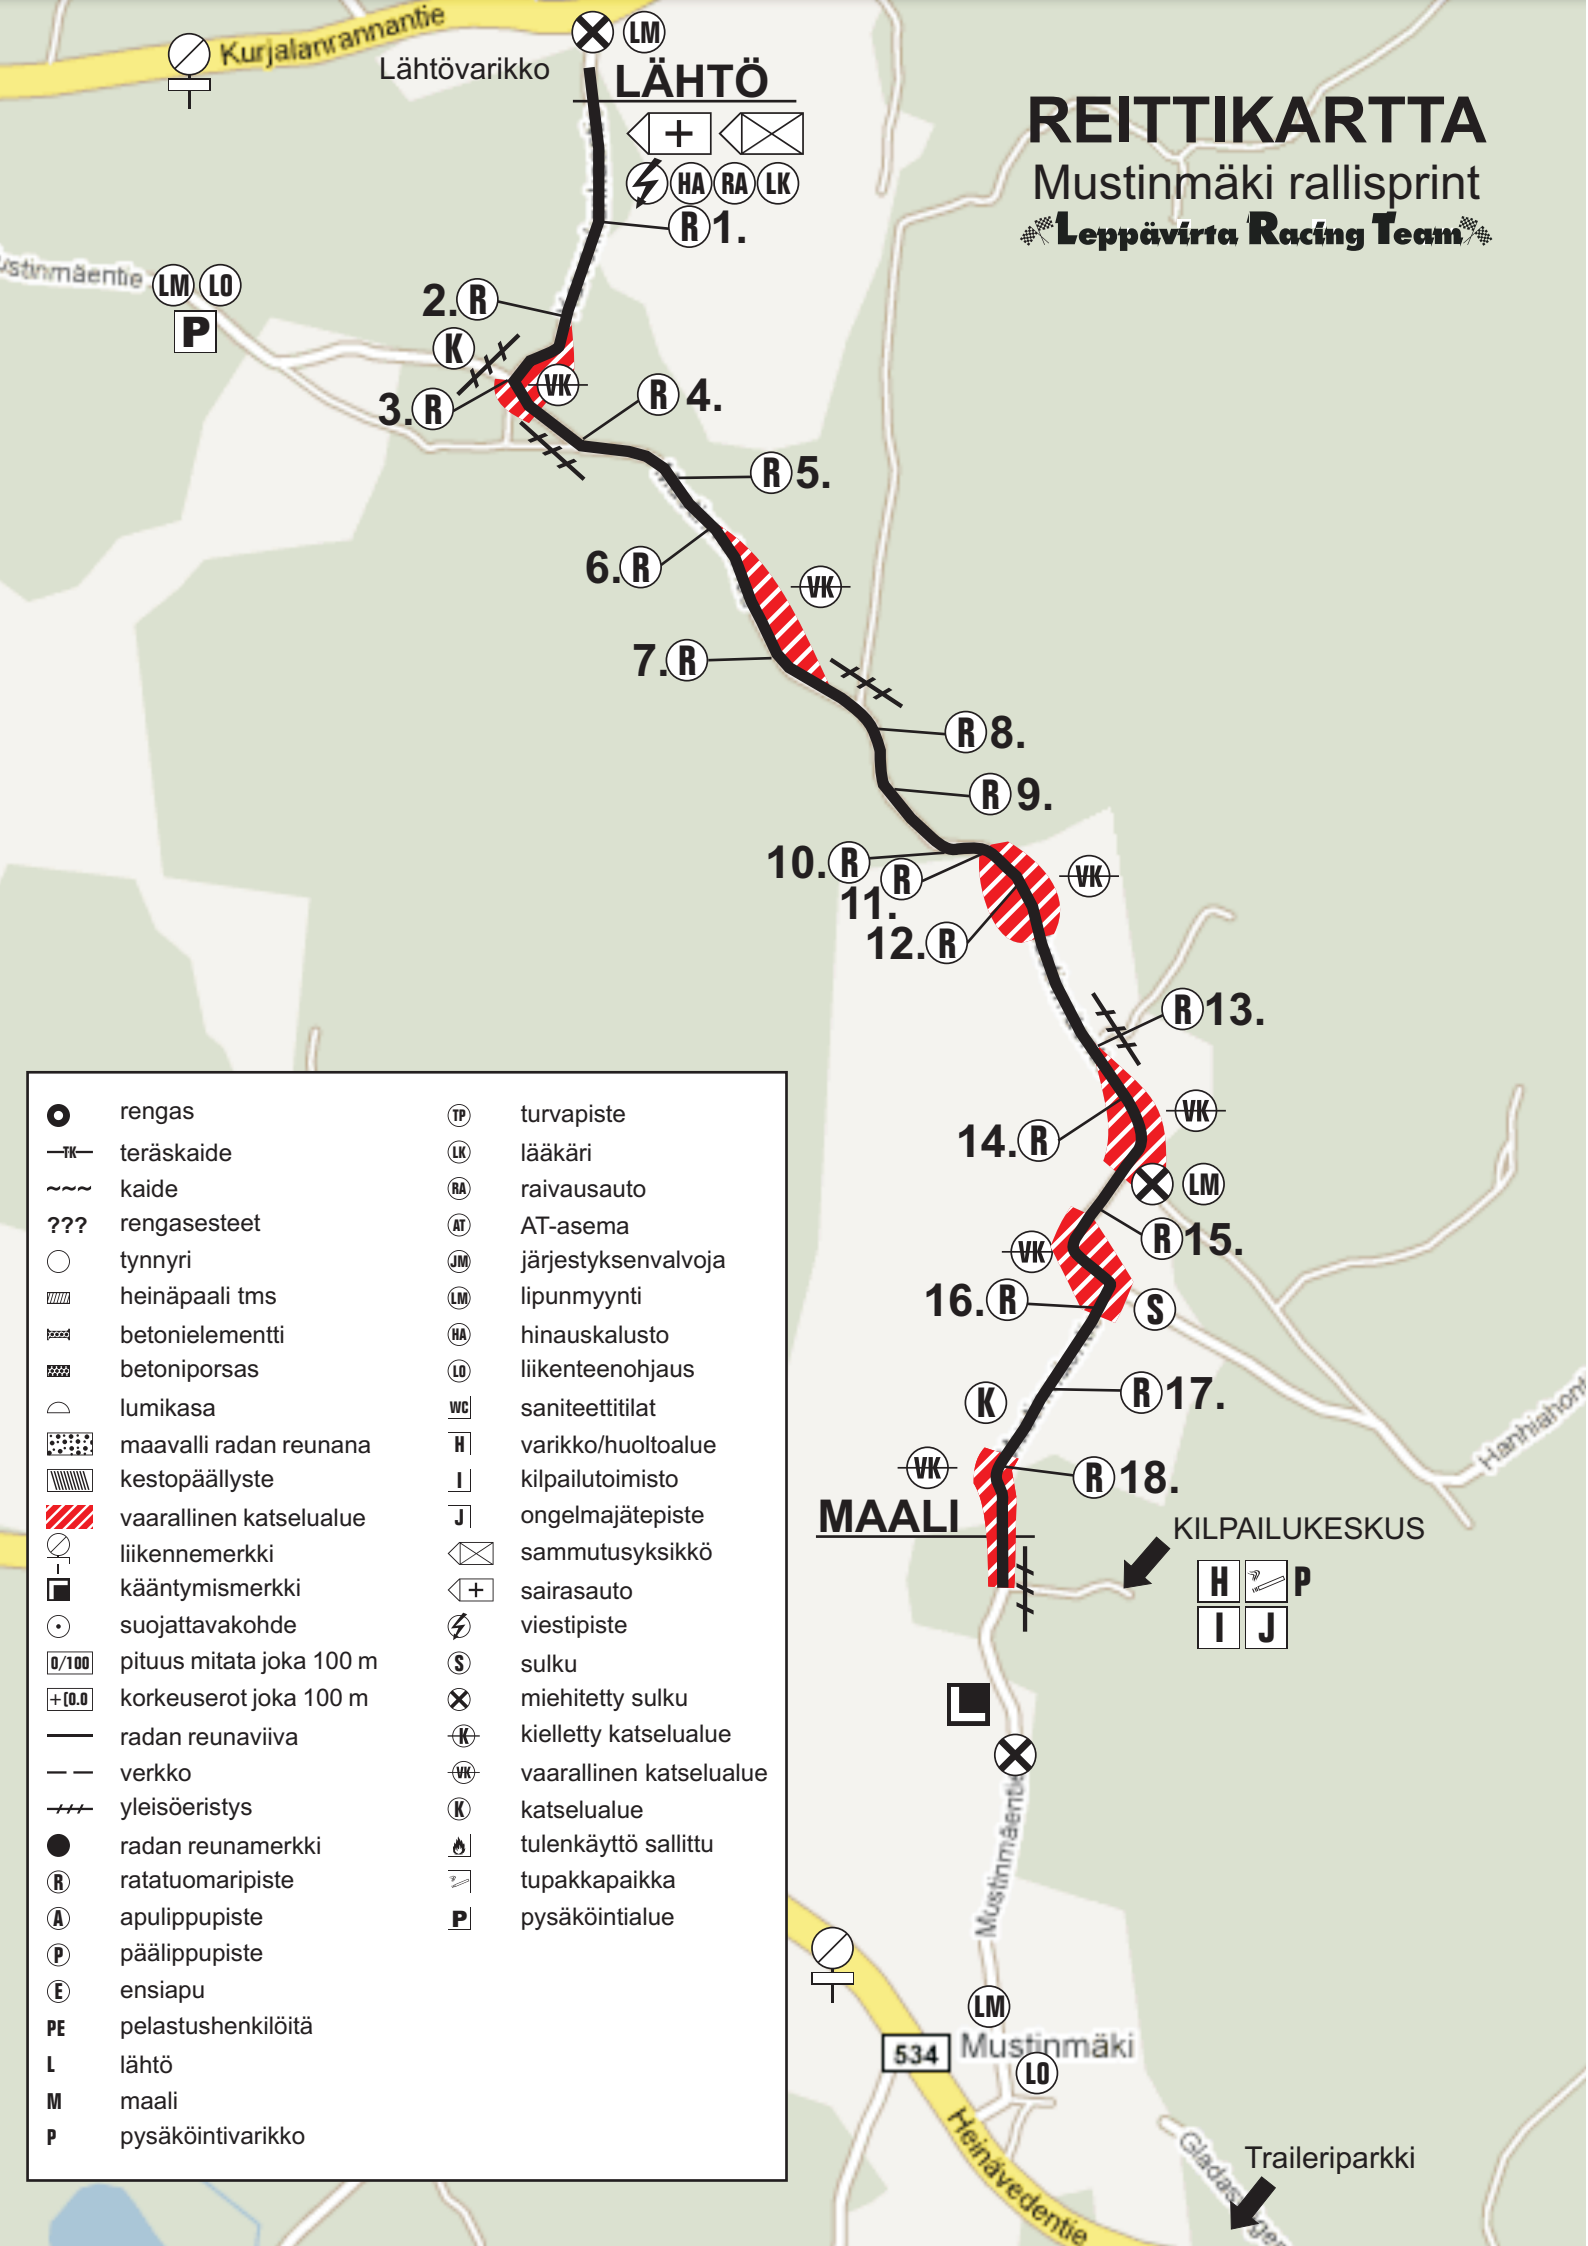 Kurjalanrannantie
LM
Lähtövarikko
LÄHTÖ
HA RA LK
R 1.
REITTIKARTTA
Mustinmäki rallisprint
Leppävirta Racing Team
ustinmäentie
LM LO
P
2. R
K
VK
3. R
R 4.
R 5.
6. R
VK
7. R
R 8.
R 9.
10. R
R
11.
VK
12. R
R 13.
VK
14. R
LM
R 15.
VK
16. R
S
R 17.
K
VK
R 18.
MAALI
Hanhiahont
KILPAILUKESKUS
H P
I J
L
Mustinmäentie
LM
534
Mustinmäki
LO
Heinävedentie
Traileriparkki
rengas
TK teräskaide
~~~ kaide
??? rengasesteet
tynnyri
heinäpaali tms
betonielementti
betoniporsas
lumikasa
maavalli radan reunana
kestopäällyste
vaarallinen katselualue
liikennemerkki
kääntymismerkki
suojattavakohde
0/100 pituus mitata joka 100 m
+(0.0 korkeuserot joka 100 m
radan reunaviiva
verkko
yleisöeristys
radan reunamerkki
R ratatuomaripiste
A apulippupiste
P päälippupiste
E ensiapu
PE pelastushenkilöitä
L lähtö
M maali
P pysäköintivarikko
TP turvapiste
LK lääkäri
RA raivausauto
AT AT-asema
JM järjestyksenvalvoja
LM lipunmyynti
HA hinauskalusto
LO liikenteenohjaus
WC saniteettitilat
H varikko/huoltoalue
I kilpailutoimisto
J ongelmajätepiste
sammutusyksikkö
sairasauto
viestipiste
S sulku
miehitetty sulku
K kielletty katselualue
VK vaarallinen katselualue
K katselualue
tulenkäyttö sallittu
tupakkapaikka
P pysäköintialue